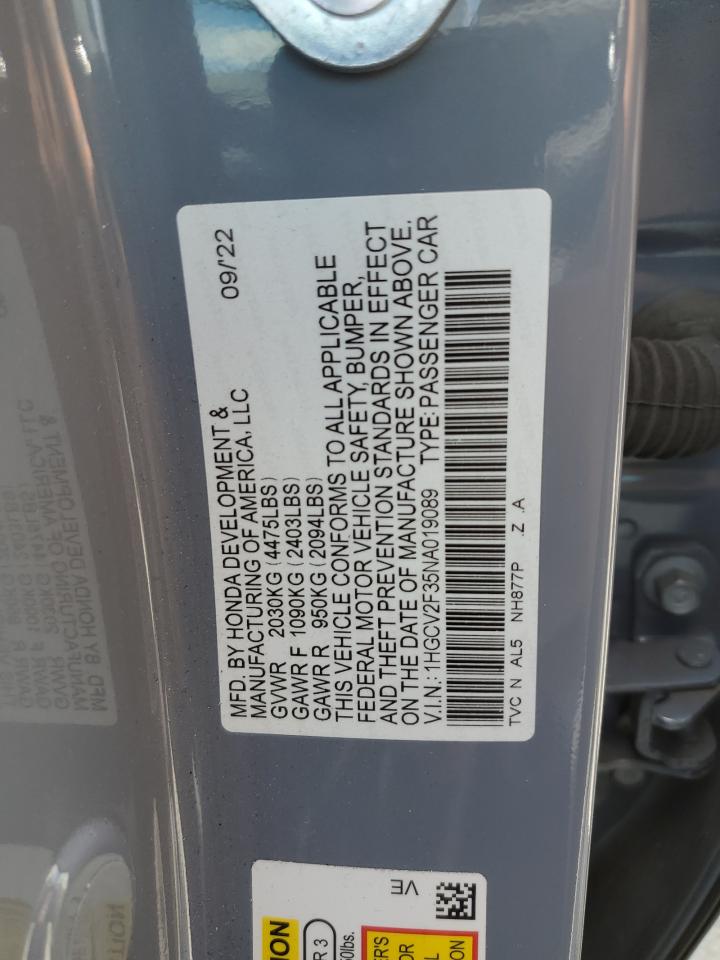 MFD. BY HONDA DEVELOPMENT &
MANUFACTURING OF AMERICA, LLC 09/'22
GVWR 2030KG (4475LBS)
GAWR F 1090KG (2403LBS)
GAWR R 950KG (2094LBS)
THIS VEHICLE CONFORMS TO ALL APPLICABLE
FEDERAL MOTOR VEHICLE SAFETY, BUMPER,
AND THEFT PREVENTION STANDARDS IN EFFECT
ON THE DATE OF MANUFACTURE SHOWN ABOVE.
V.I.N.: 1HGCV2F35NA019089 TYPE: PASSENGER CAR
TVC N AL5 NH877P .Z .A
VE